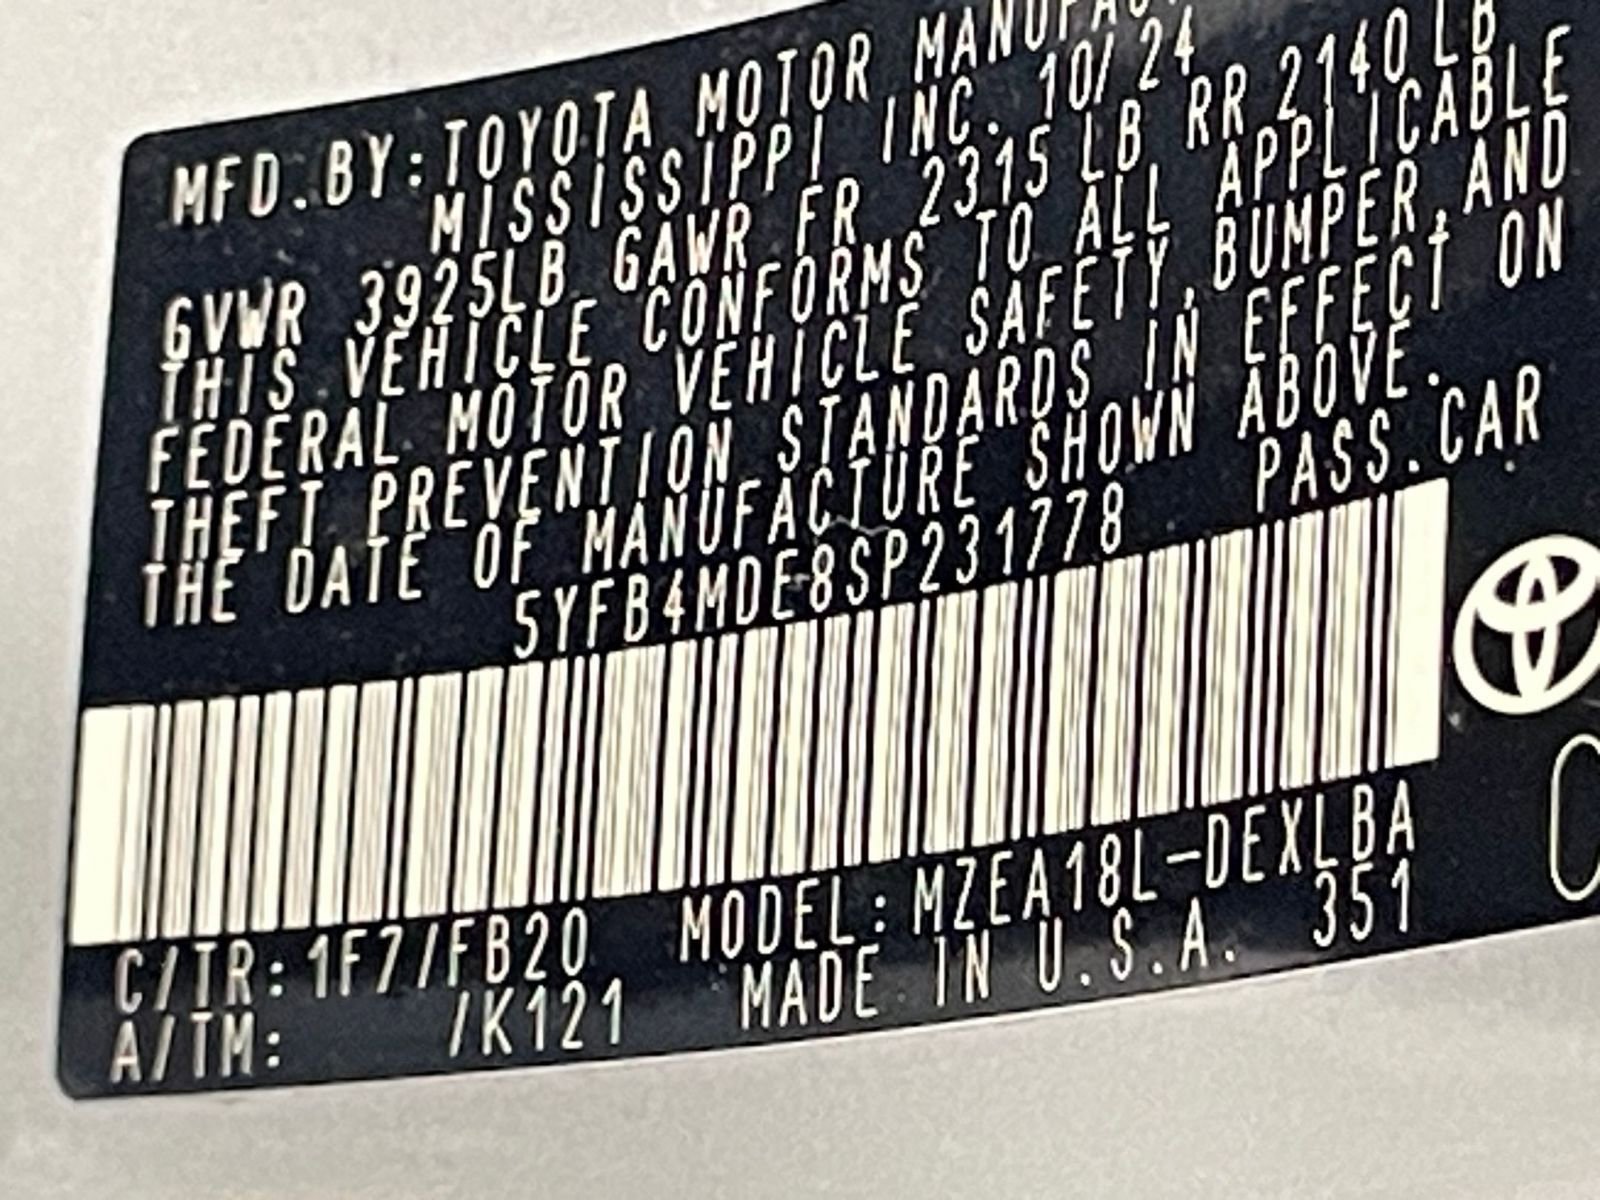 MFD.BY:TOYOTA MOTOR
MISSISSIPPI INC. 10/24
GVWR 3925LB GAWR FR 2315LB RR 2140LB
THIS VEHICLE CONFORMS TO ALL APPLICABLE
FEDERAL MOTOR VEHICLE SAFETY,BUMPER,AND
THEFT PREVENTION STANDARDS IN EFFECT ON
THE DATE OF MANUFACTURE SHOWN ABOVE.
5YFB4MDE8SP231778 PASS.CAR
C/TR:1F7/FB20 MODEL:MZEA18L-DEXLBA
A/TM: /K121 MADE IN U.S.A. 351